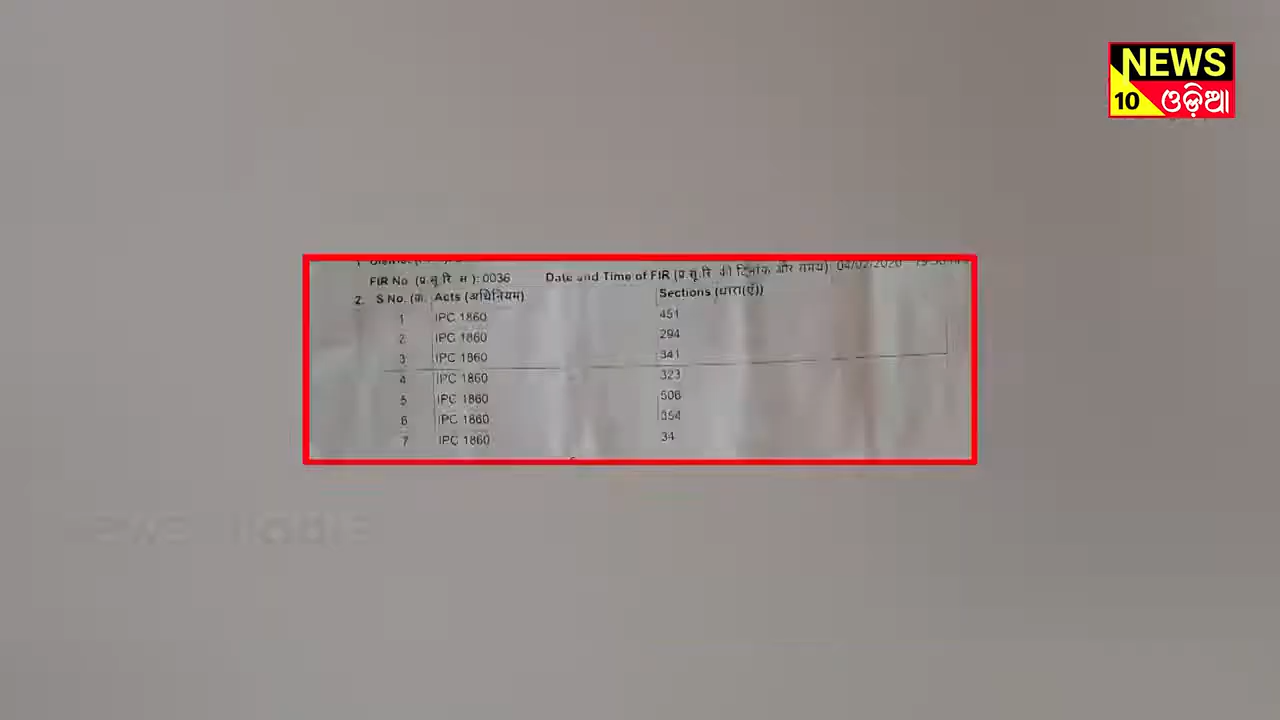 NEWS
10 ଓଡ଼ିଆ
FIR No (प्र.सू.रि.स.): 0036 Date and Time of FIR (प्र.सू.रि. की दिनांक और समय) 04/02/2020
2. S No. (क्र. Acts (अधिनियम) Sections (धारा(एँ))
1 IPC 1860 451
2 IPC 1860 294
3 IPC 1860 341
4 IPC 1860 323
5 IPC 1860 506
6 IPC 1860 354
7 IPC 1860 34